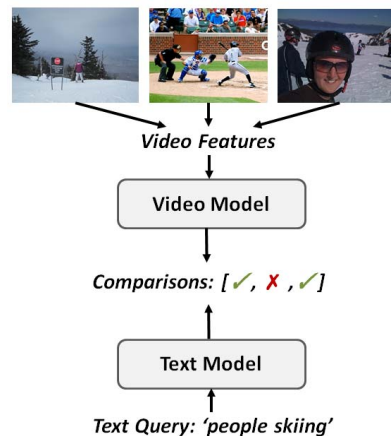 Video Features
Video Model
Comparisons: [✓, ✗, ✓]
Text Model
Text Query: ‘people skiing’